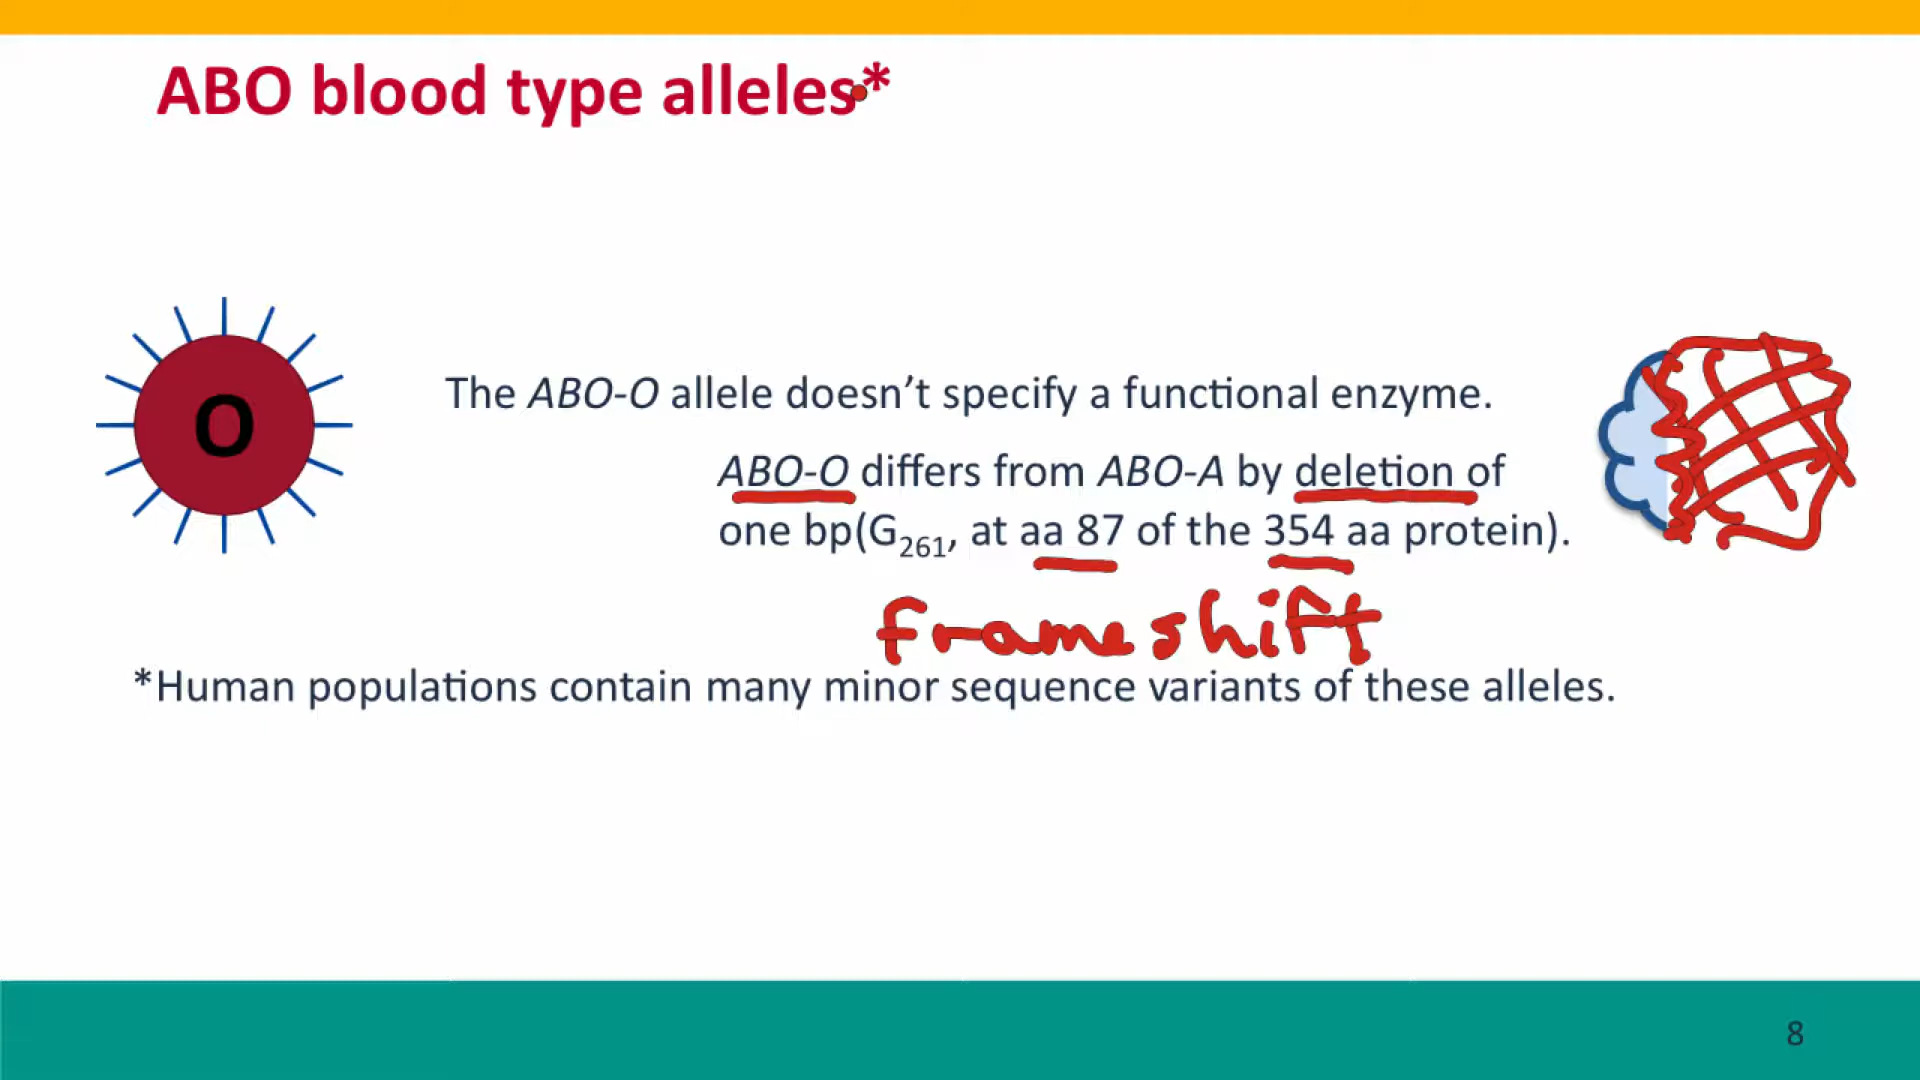 ABO blood type alleles*
O
The ABO-O allele doesn’t specify a functional enzyme.
ABO-O differs from ABO-A by deletion of
one bp(G261, at aa 87 of the 354 aa protein).
frameshift
*Human populations contain many minor sequence variants of these alleles.
8